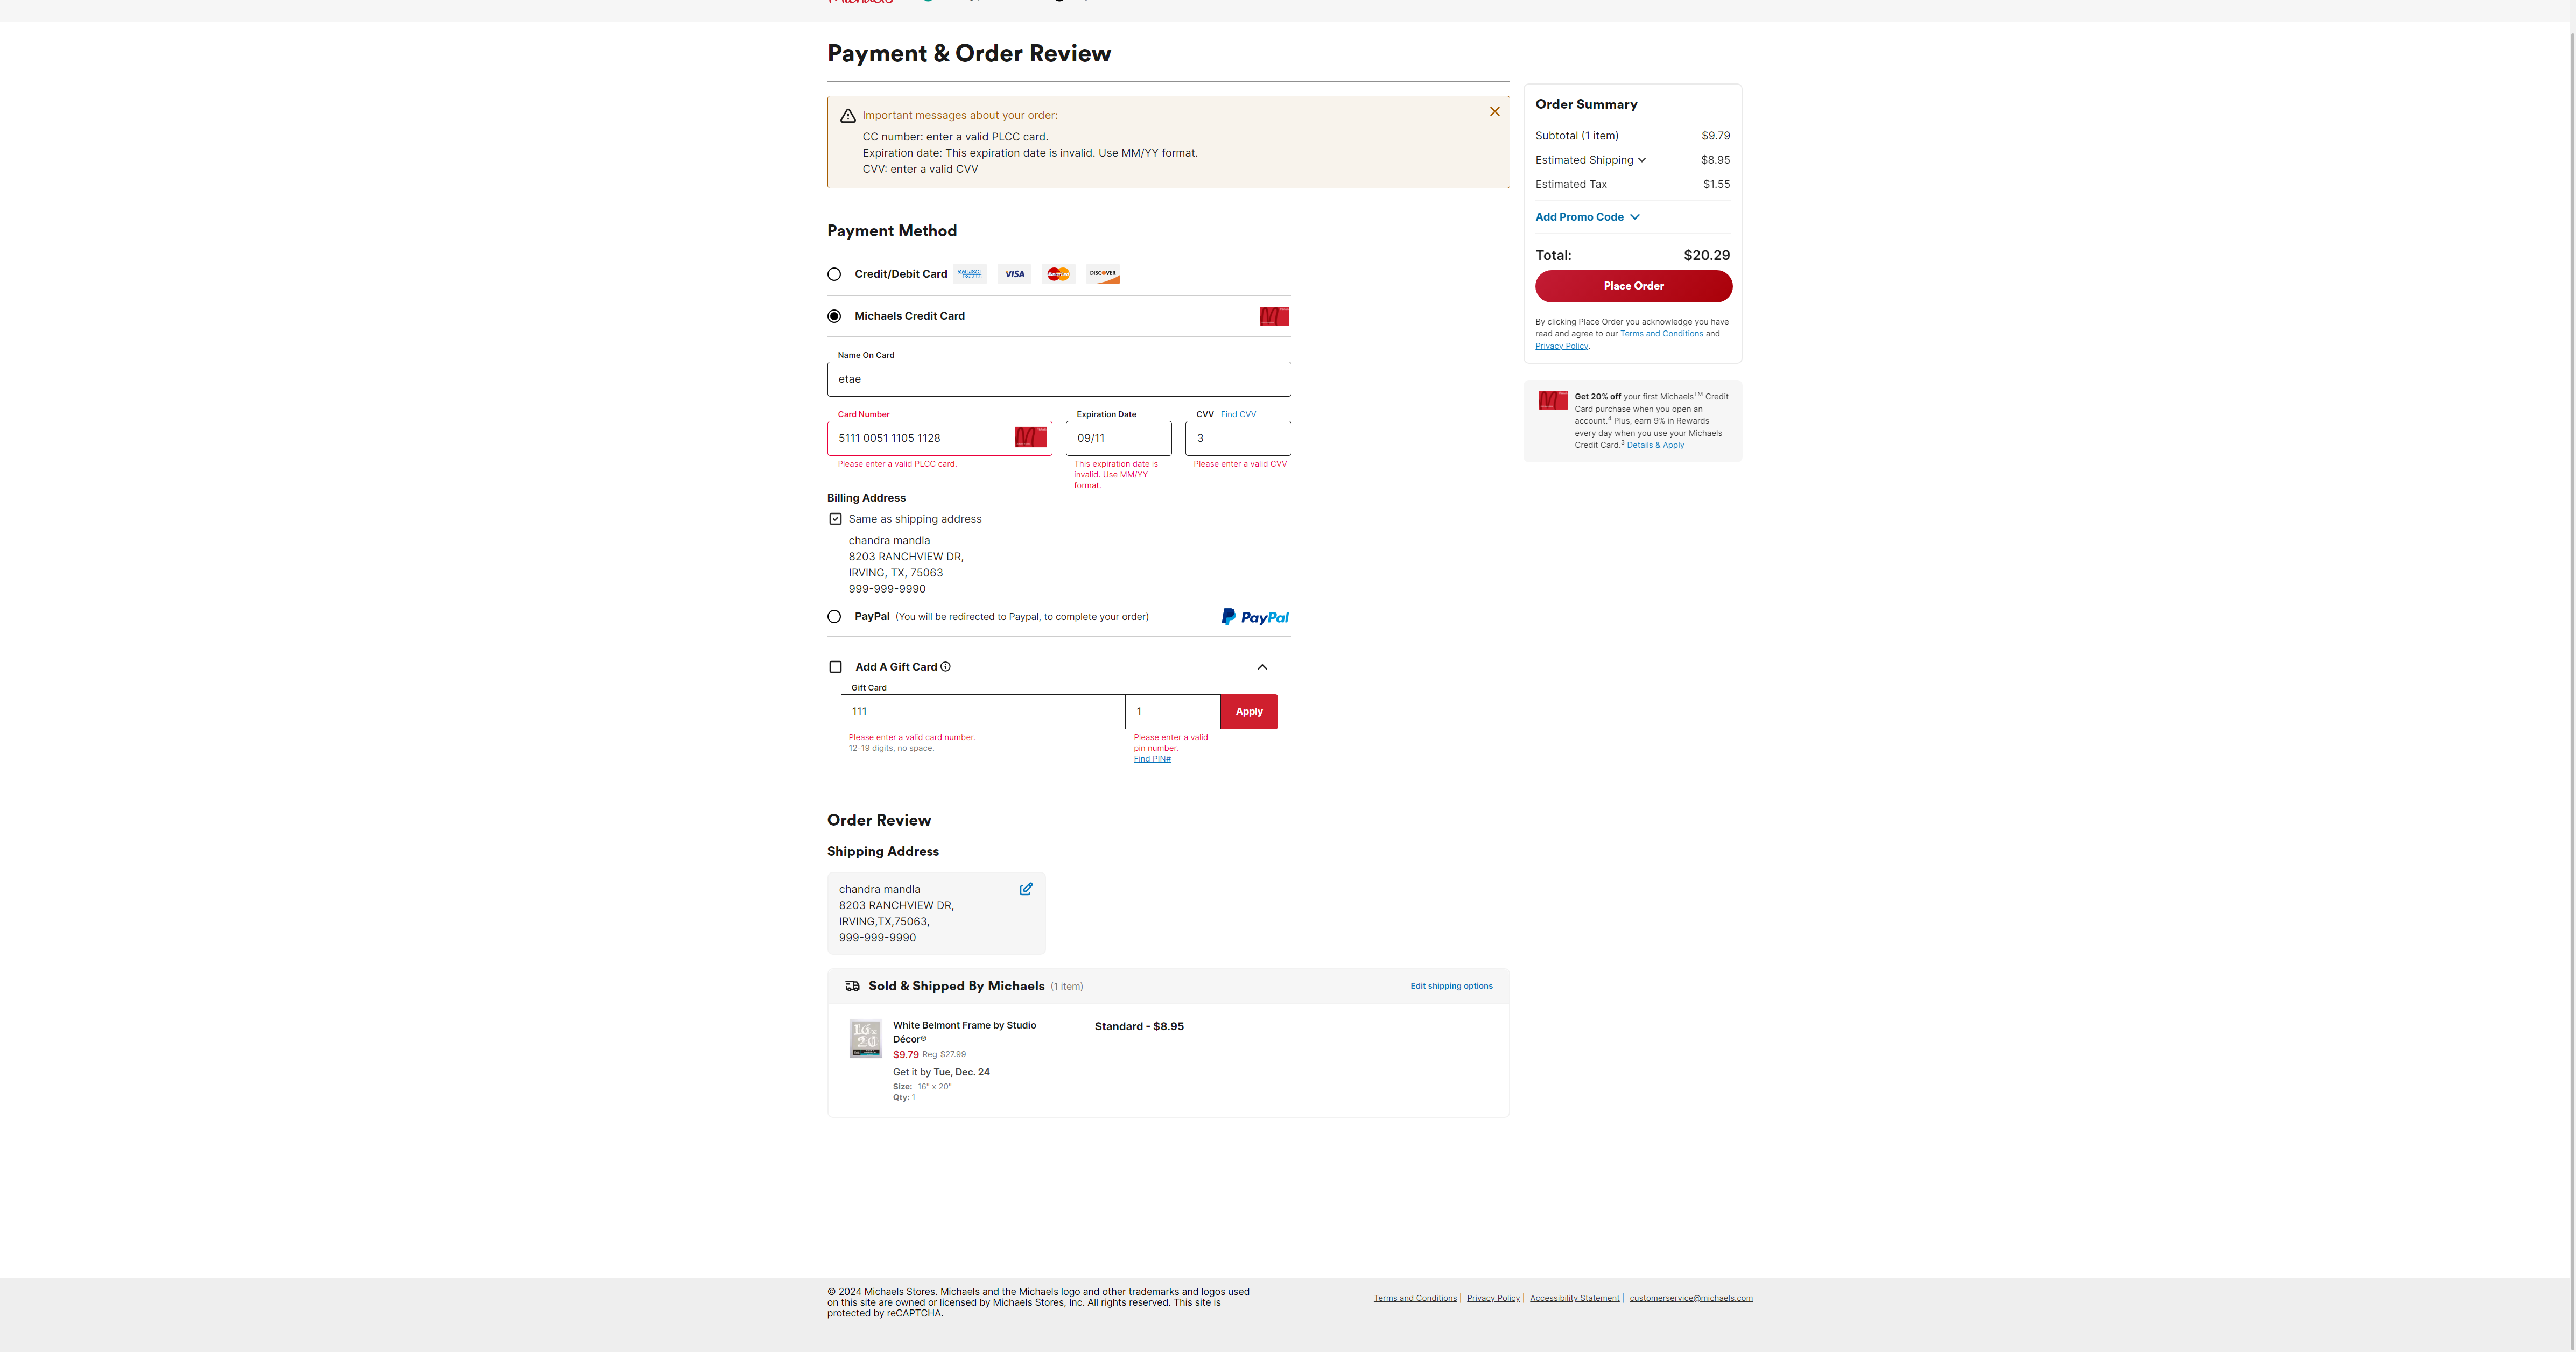 Payment & Order Review
Important messages about your order:
CC number: enter a valid PLCC card.
Expiration date: This expiration date is invalid. Use MM/YY format.
CVV: enter a valid CVV
Payment Method
Credit/Debit Card
VISA
DISCOVER
Michaels Credit Card
Name On Card
etae
Card Number
Expiration Date
CVV Find CVV
5111 0051 1105 1128
09/11
3
Please enter a valid PLCC card.
This expiration date is
invalid. Use MM/YY
format.
Please enter a valid CVV
Billing Address
Same as shipping address
chandra mandla
8203 RANCHVIEW DR,
IRVING, TX, 75063
999-999-9990
PayPal (You will be redirected to Paypal, to complete your order)
PayPal
Add A Gift Card
Gift Card
111
1
Apply
Please enter a valid card number.
12-19 digits, no space.
Please enter a valid
pin number.
Find PIN#
Order Review
Shipping Address
chandra mandla
8203 RANCHVIEW DR,
IRVING,TX,75063,
999-999-9990
Sold & Shipped By Michaels (1 item)
Edit shipping options
White Belmont Frame by Studio
Décor®
$9.79 Reg $27.99
Get it by Tue, Dec. 24
Size: 16" x 20"
Qty: 1
Standard - $8.95
Order Summary
Subtotal (1 item) $9.79
Estimated Shipping $8.95
Estimated Tax $1.55
Add Promo Code
Total: $20.29
Place Order
By clicking Place Order you acknowledge you have
read and agree to our Terms and Conditions and
Privacy Policy.
Get 20% off your first Michaels™ Credit
Card purchase when you open an
account.⁴ Plus, earn 9% in Rewards
every day when you use your Michaels
Credit Card.³ Details & Apply
© 2024 Michaels Stores. Michaels and the Michaels logo and other trademarks and logos used
on this site are owned or licensed by Michaels Stores, Inc. All rights reserved. This site is
protected by reCAPTCHA.
Terms and Conditions | Privacy Policy | Accessibility Statement | customerservice@michaels.com